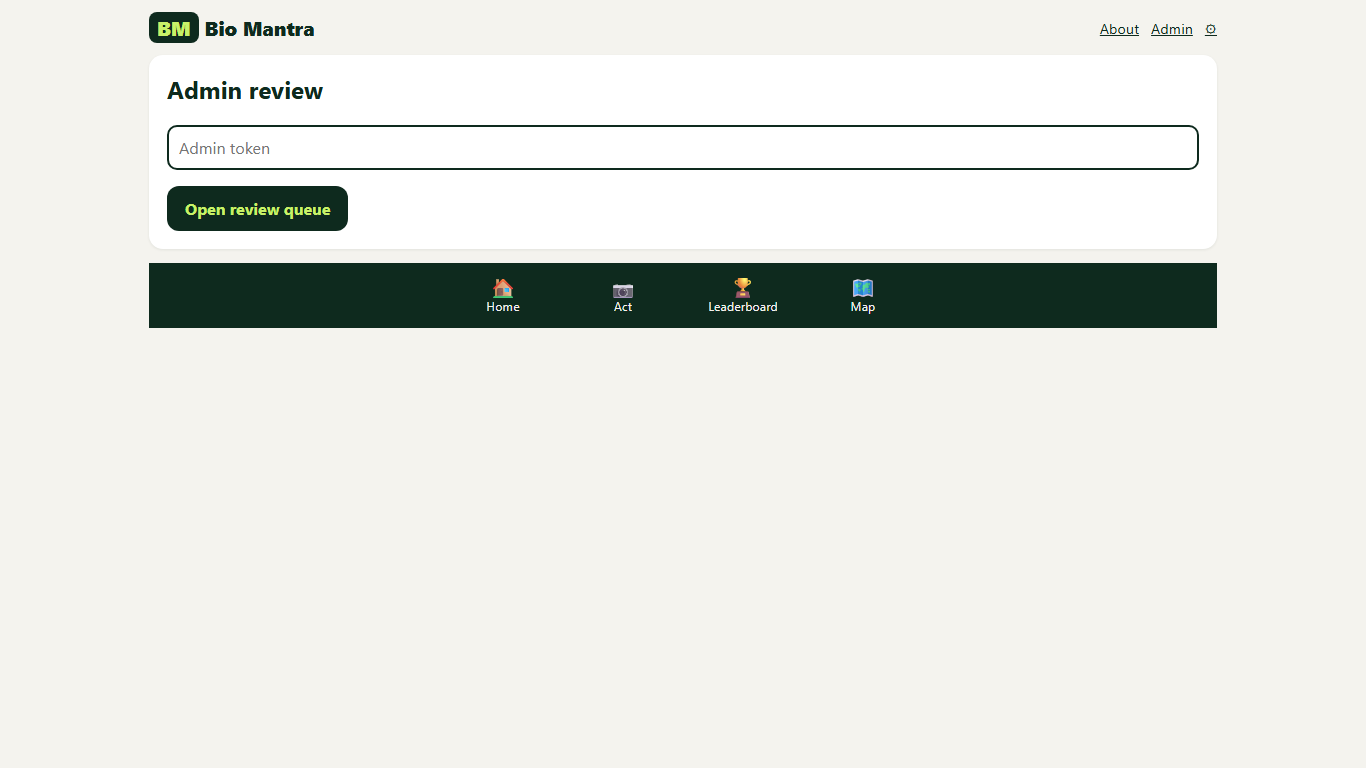 BM Bio Mantra
About Admin ⚙
Admin review
Admin token
Open review queue
Home Act Leaderboard Map